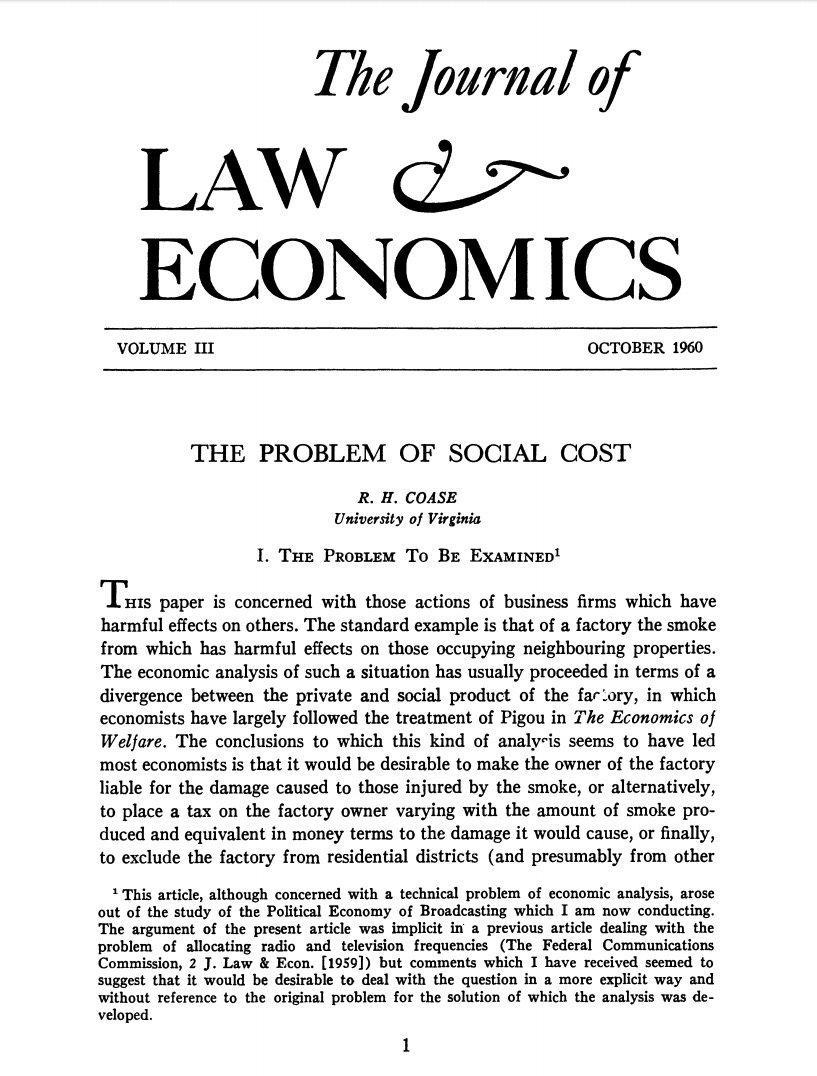 The Journal of
LAW &
ECONOMICS
VOLUME III OCTOBER 1960
THE PROBLEM OF SOCIAL COST
R. H. COASE
University of Virginia
I. THE PROBLEM TO BE EXAMINED¹
THIS paper is concerned with those actions of business firms which have
harmful effects on others. The standard example is that of a factory the smoke
from which has harmful effects on those occupying neighbouring properties.
The economic analysis of such a situation has usually proceeded in terms of a
divergence between the private and social product of the factory, in which
economists have largely followed the treatment of Pigou in The Economics of
Welfare. The conclusions to which this kind of analysis seems to have led
most economists is that it would be desirable to make the owner of the factory
liable for the damage caused to those injured by the smoke, or alternatively,
to place a tax on the factory owner varying with the amount of smoke pro-
duced and equivalent in money terms to the damage it would cause, or finally,
to exclude the factory from residential districts (and presumably from other
¹ This article, although concerned with a technical problem of economic analysis, arose
out of the study of the Political Economy of Broadcasting which I am now conducting.
The argument of the present article was implicit in a previous article dealing with the
problem of allocating radio and television frequencies (The Federal Communications
Commission, 2 J. Law & Econ. [1959]) but comments which I have received seemed to
suggest that it would be desirable to deal with the question in a more explicit way and
without reference to the original problem for the solution of which the analysis was de-
veloped.
1